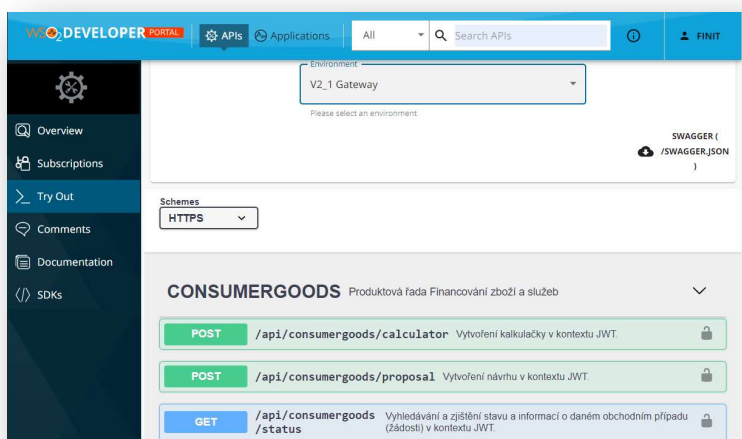 WSO2 DEVELOPER PORTAL
APIs
Applications
All
Search APIs
FINIT
Overview
Subscriptions
Try Out
Comments
Documentation
SDKs
Environment
V2_1 Gateway
Please select an environment
SWAGGER (
/SWAGGER.JSON
)
Schemes
HTTPS
CONSUMERGOODS Produktová řada Financování zboží a služeb
POST /api/consumergoods/calculator Vytvoření kalkulačky v kontextu JWT.
POST /api/consumergoods/proposal Vytvoření návrhu v kontextu JWT.
GET /api/consumergoods
/status
Vyhledávání a zjištění stavu a informací o daném obchodním případu
(žádosti) v kontextu JWT.